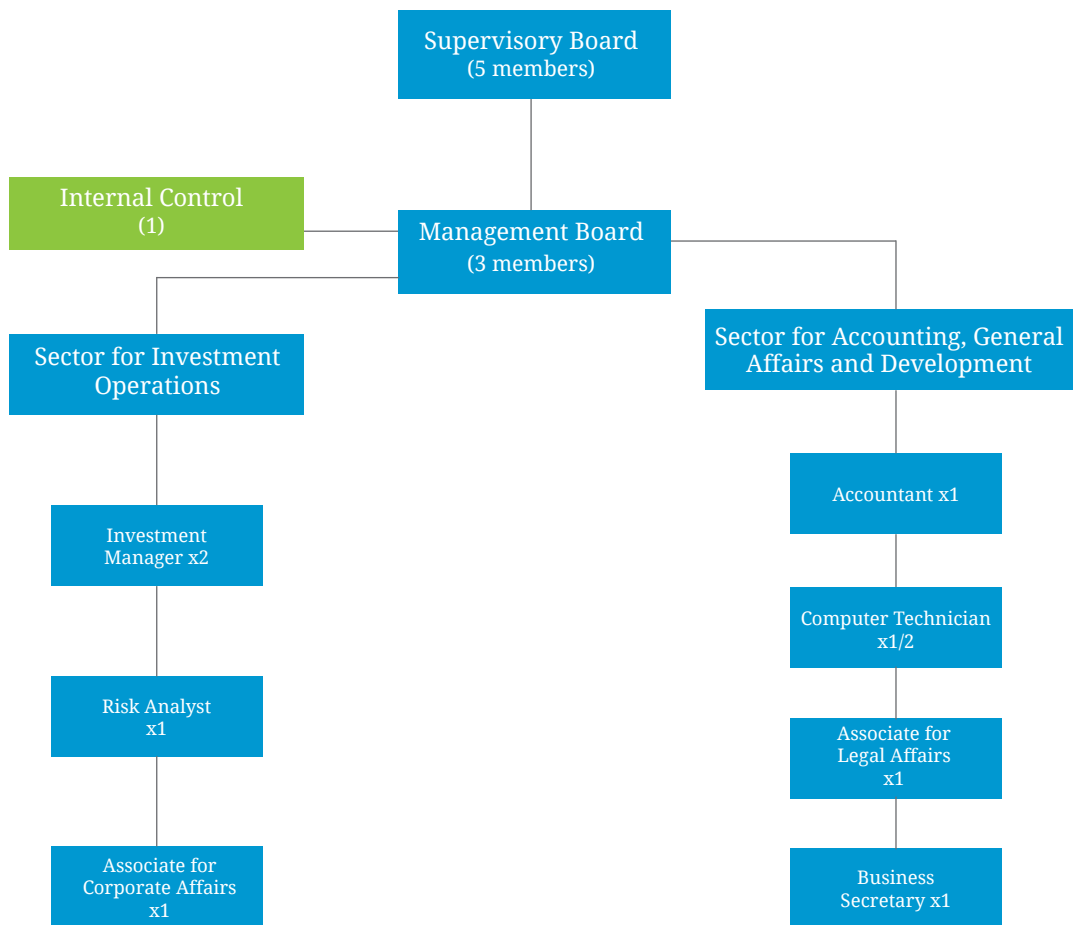 Supervisory Board
(5 members)
Internal Control
(1)
Management Board
(3 members)
Sector for Investment
Operations
Sector for Accounting, General
Affairs and Development
Investment
Manager x2
Risk Analyst
x1
Associate for
Corporate Affairs
x1
Accountant x1
Computer Technician
x1/2
Associate for
Legal Affairs
x1
Business
Secretary x1